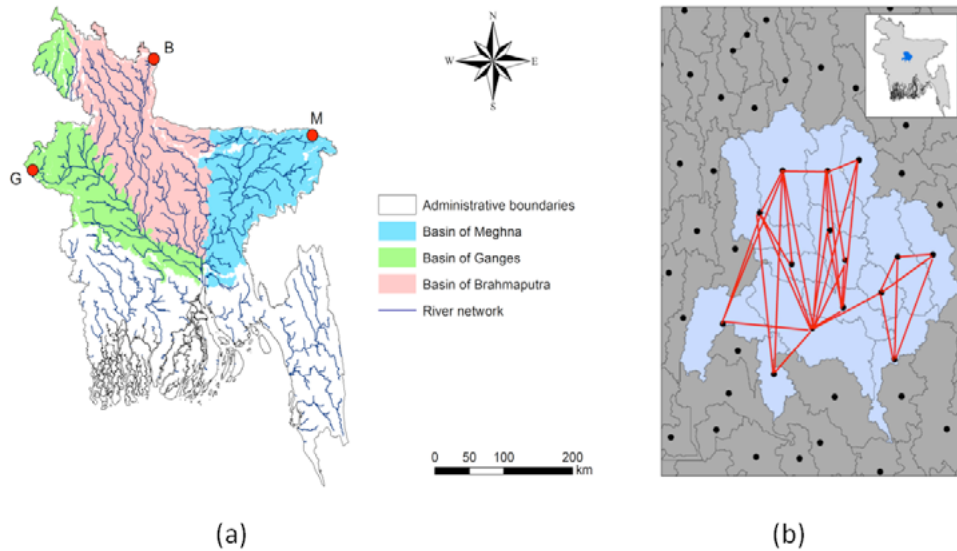 B
M
G
N
W E
S
Administrative boundaries
Basin of Meghna
Basin of Ganges
Basin of Brahmaputra
River network
0 50 100 200
km
(a)
(b)